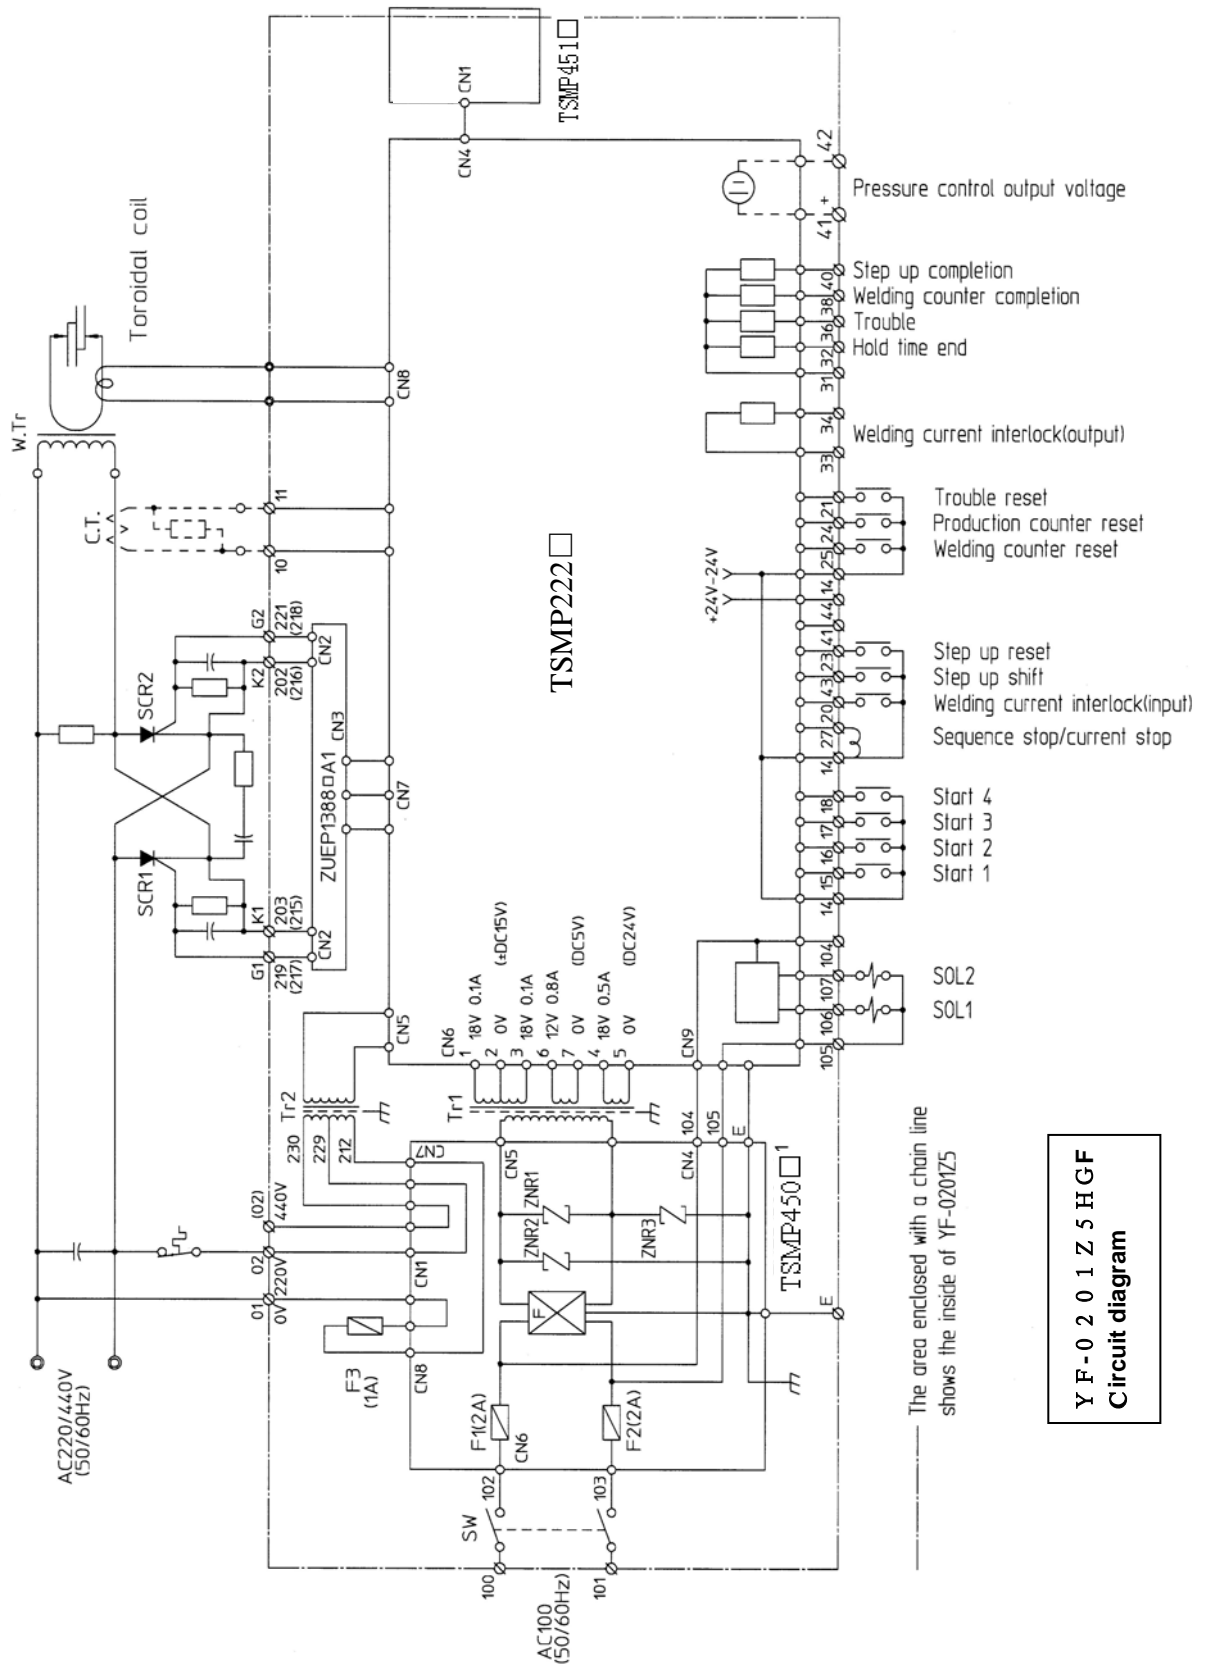 AC220/440V
(50/60Hz)
W.Tr
Toroidal coil
C.T.
SCR1
SCR2
01
0V
02
220V
(02)
440V
G1
219
(217)
K1
203
(215)
K2
202
(216)
G2
221
(218)
10
11
CN2
CN2
CN3
ZUEP1388□A1
CN7
CN8
CN4
CN1
TSMP451□
TSMP222□
Tr2
230
229
212
CN5
CN7
CN1
CN8
F3
(1A)
CN6
1
18V 0.1A
2
0V
(±DC15V)
3
18V 0.1A
6
12V 0.8A
7
0V
(DC5V)
4
18V 0.5A
5
0V
(DC24V)
CN9
Tr1
CN5
104
105
E
CN4
ZNR1
ZNR2
ZNR3
TSMP450□1
F
F1(2A)
F2(2A)
CN6
SW
102
103
100
101
AC100
(50/60Hz)
E
42
41
+
Pressure control output voltage
40
Step up completion
38
Welding counter completion
36
Trouble
32
Hold time end
31
34
33
Welding current interlock(output)
21
Trouble reset
24
Production counter reset
25
Welding counter reset
14
44
41
+24V-24V
23
Step up reset
43
Step up shift
20
Welding current interlock(input)
27
Sequence stop/current stop
14
18
Start 4
17
Start 3
16
Start 2
15
Start 1
14
104
107
SOL2
106
SOL1
105
The area enclosed with a chain line
shows the inside of YF-0201Z5
YF-0201Z5HGF
Circuit diagram